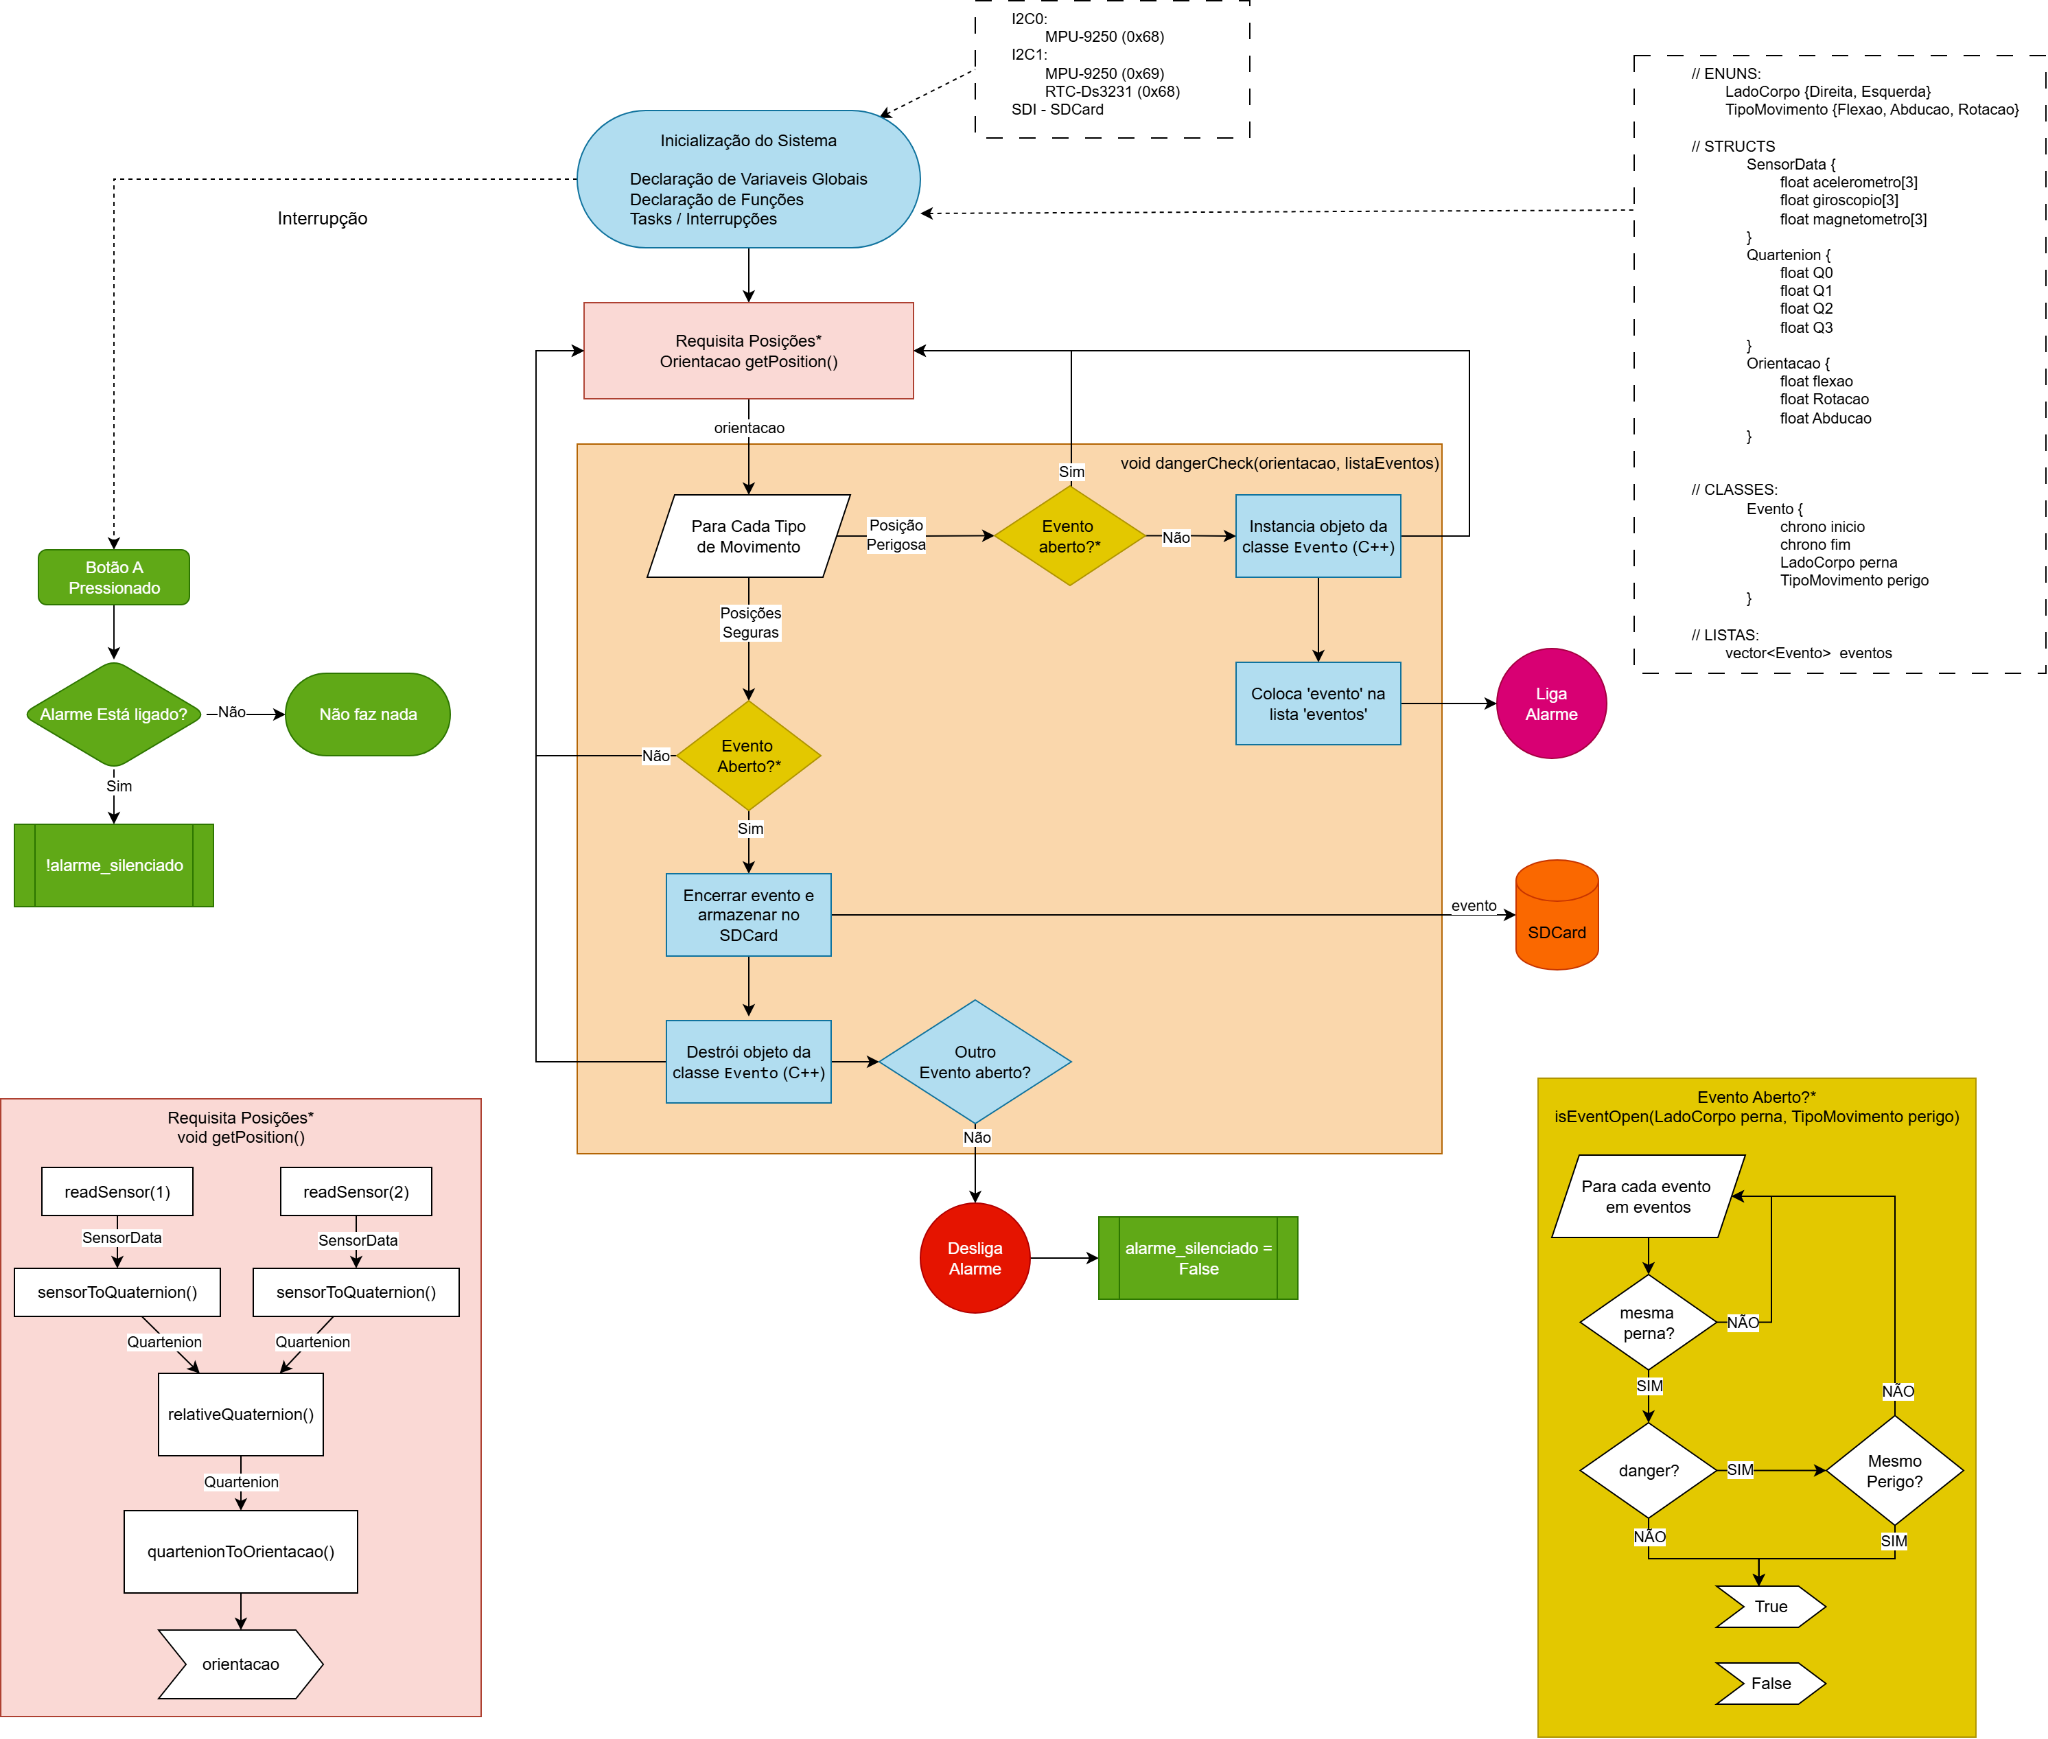 I2C0:
MPU-9250 (0x68)
I2C1:
MPU-9250 (0x69)
RTC-Ds3231 (0x68)
SDI - SDCard
// ENUNS:
LadoCorpo {Direita, Esquerda}
TipoMovimento {Flexao, Abducao, Rotacao}
// STRUCTS
SensorData {
float acelerometro[3]
float giroscopio[3]
float magnetometro[3]
}
Quartenion {
float Q0
float Q1
float Q2
float Q3
}
Orientacao {
float flexao
float Rotacao
float Abducao
}
// CLASSES:
Evento {
chrono inicio
chrono fim
LadoCorpo perna
TipoMovimento perigo
}
// LISTAS:
vector<Evento> eventos
Inicialização do Sistema
Declaração de Variaveis Globais
Declaração de Funções
Tasks / Interrupções
Interrupção
Requisita Posições*
Orientacao getPosition()
orientacao
void dangerCheck(orientacao, listaEventos)
Para Cada Tipo
de Movimento
Posição
Perigosa
Sim
Evento
aberto?*
Não
Instancia objeto da
classe Evento (C++)
Coloca 'evento' na
lista 'eventos'
Liga
Alarme
Posições
Seguras
Evento
Aberto?*
Não
Sim
Encerrar evento e
armazenar no
SDCard
evento
SDCard
Destrói objeto da
classe Evento (C++)
Outro
Evento aberto?
Não
Desliga
Alarme
alarme_silenciado =
False
Botão A
Pressionado
Alarme Está ligado?
Não
Não faz nada
Sim
!alarme_silenciado
Requisita Posições*
void getPosition()
readSensor(1)
readSensor(2)
SensorData
SensorData
sensorToQuaternion()
sensorToQuaternion()
Quartenion
Quartenion
relativeQuaternion()
Quartenion
quartenionToOrientacao()
orientacao
Evento Aberto?*
isEventOpen(LadoCorpo perna, TipoMovimento perigo)
Para cada evento
em eventos
mesma
perna?
NÃO
SIM
danger?
SIM
Mesmo
Perigo?
NÃO
NÃO
SIM
True
False